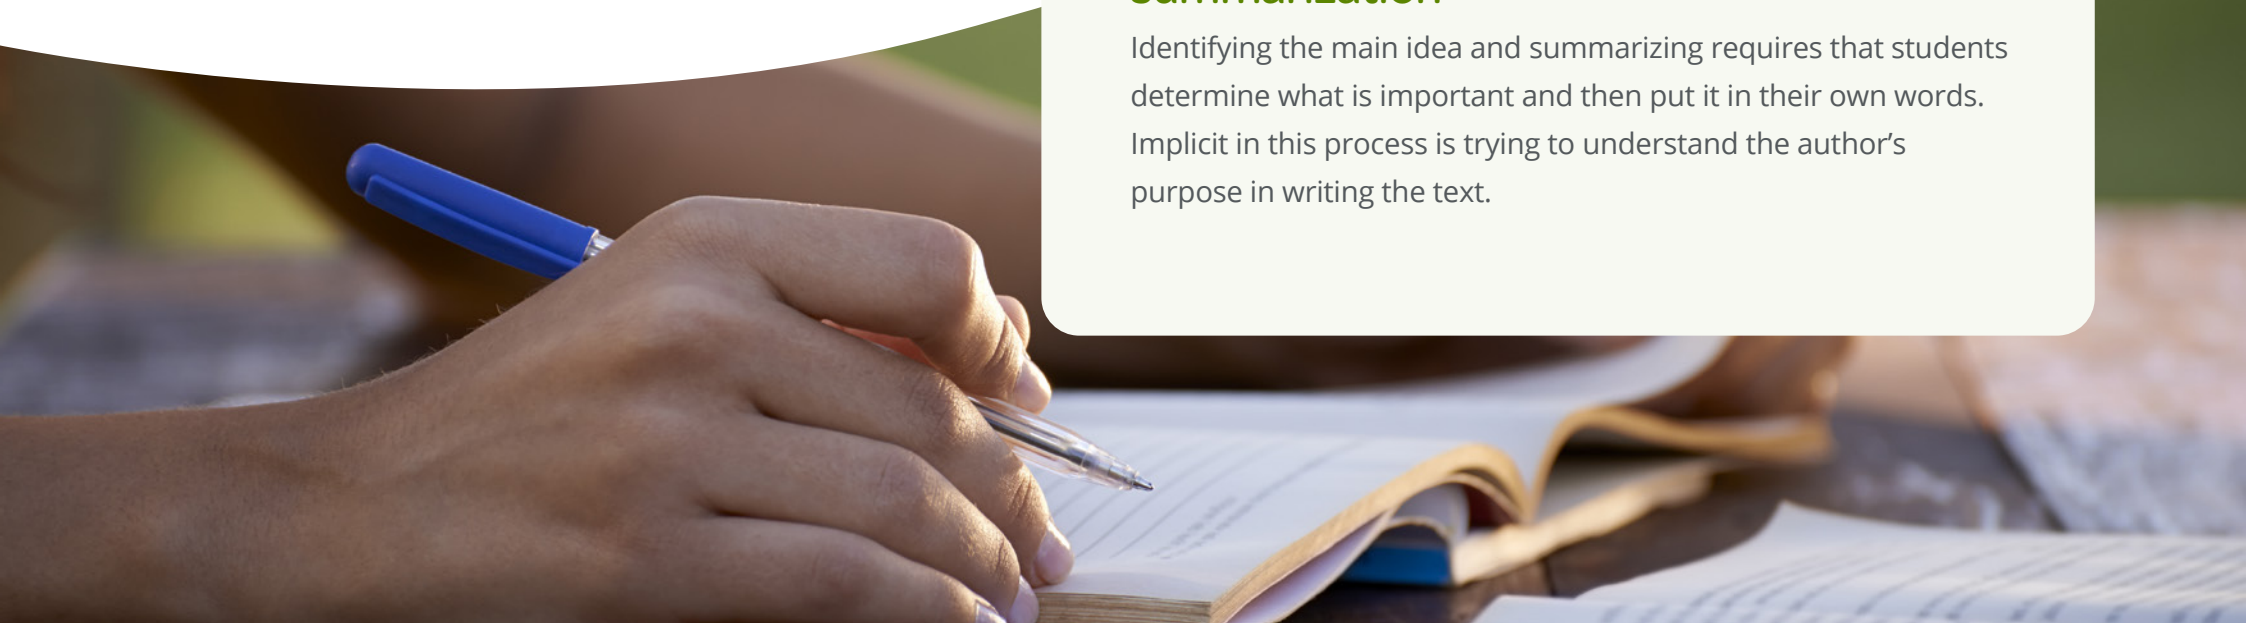 summarization
Identifying the main idea and summarizing requires that students
determine what is important and then put it in their own words.
Implicit in this process is trying to understand the author’s
purpose in writing the text.